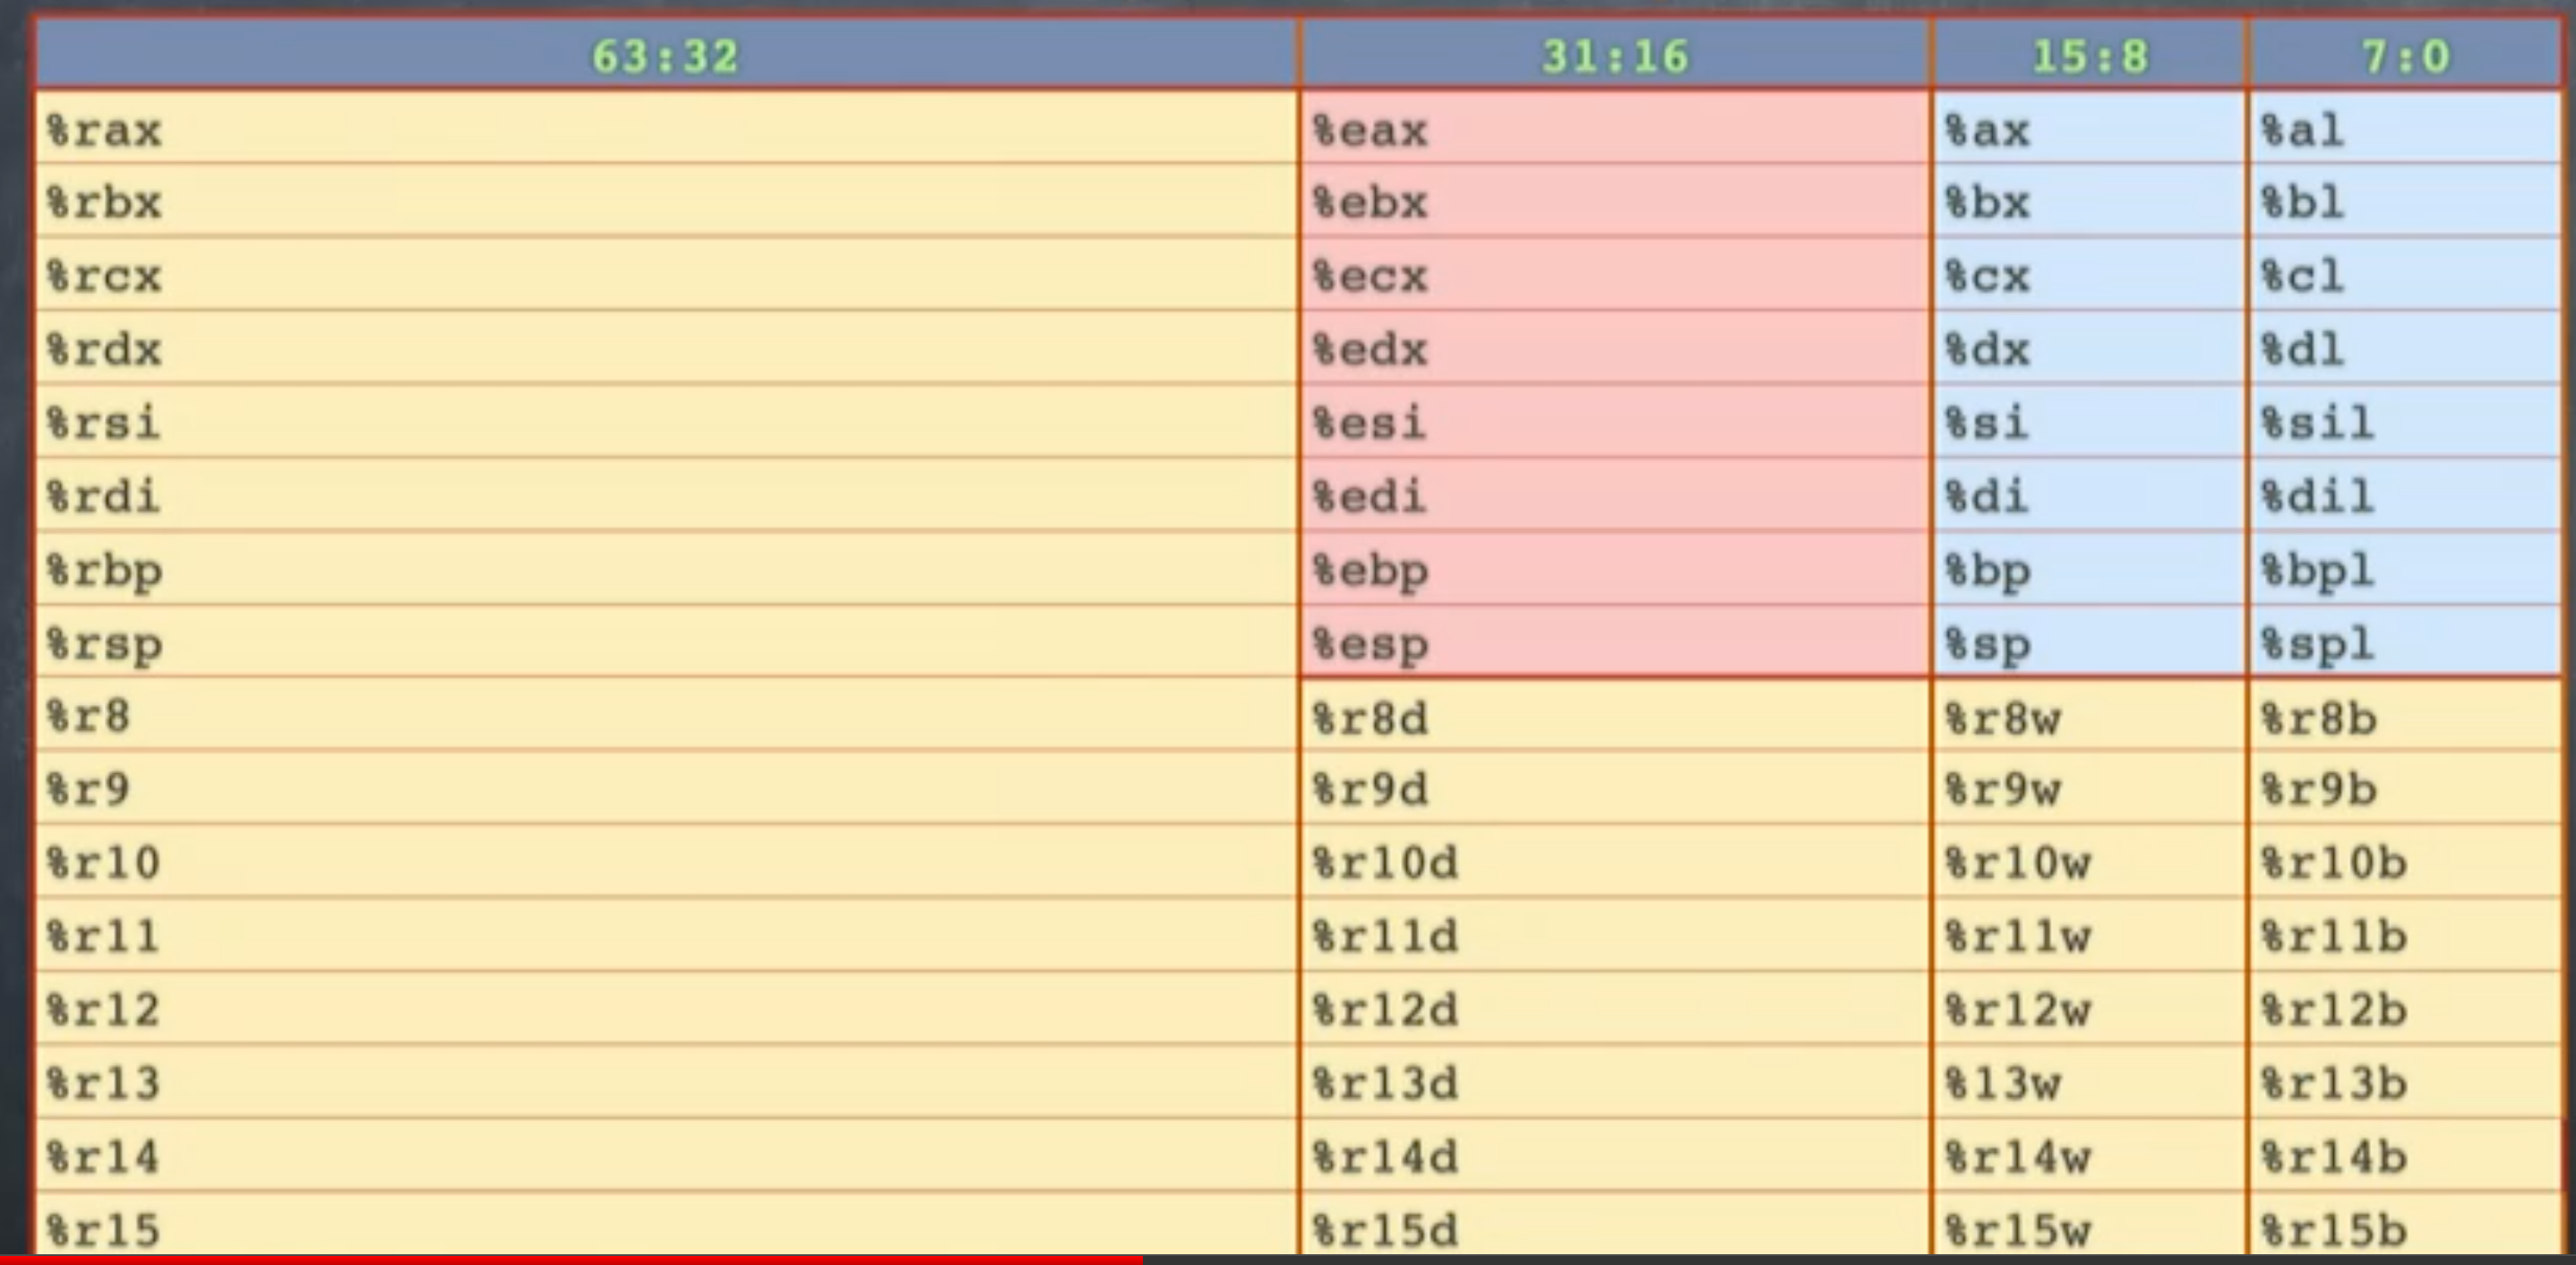 63:32 31:16 15:8 7:0
%rax %eax %ax %al
%rbx %ebx %bx %bl
%rcx %ecx %cx %cl
%rdx %edx %dx %dl
%rsi %esi %si %sil
%rdi %edi %di %dil
%rbp %ebp %bp %bpl
%rsp %esp %sp %spl
%r8 %r8d %r8w %r8b
%r9 %r9d %r9w %r9b
%r10 %r10d %r10w %r10b
%r11 %r11d %r11w %r11b
%r12 %r12d %r12w %r12b
%r13 %r13d %13w %r13b
%r14 %r14d %r14w %r14b
%r15 %r15d %r15w %r15b